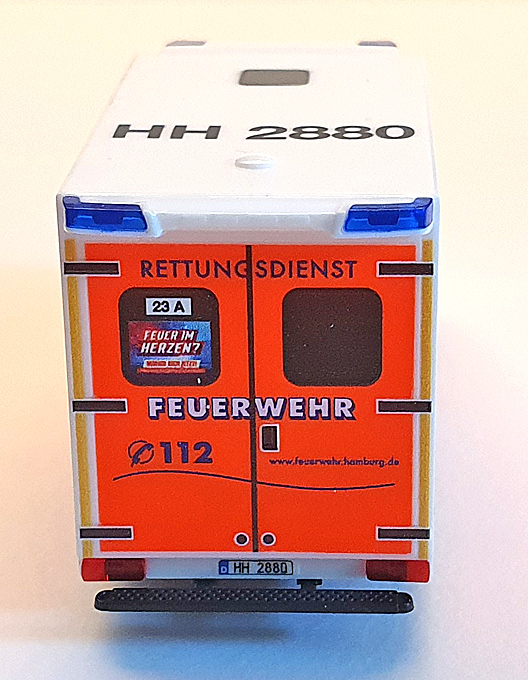 HH 2880
RETTUNGSDIENST
23 A
FEUER IM
HERZEN?
FEUERWEHR
112
www.feuerwehr.hamburg.de
HH 2880